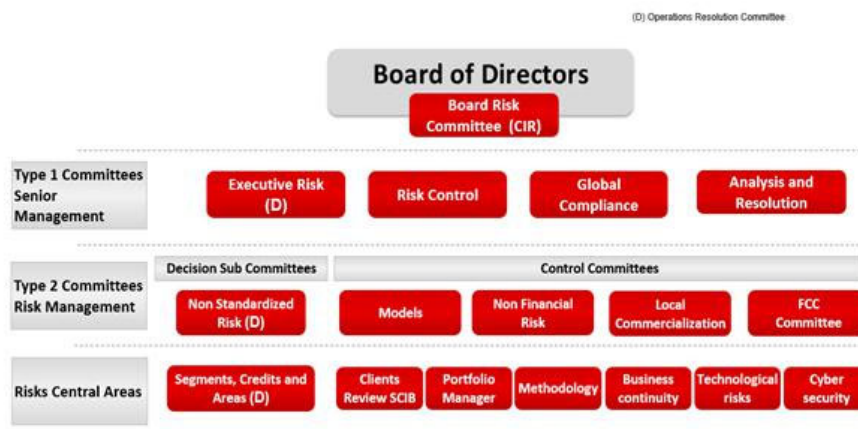 (D) Operations Resolution Committee
Board of Directors
Board Risk
Committee (CIR)
Type 1 Committees
Senior
Management
Executive Risk
(D)
Risk Control
Global
Compliance
Analysis and
Resolution
Decision Sub Committees
Control Committees
Type 2 Committees
Risk Management
Non Standardized
Risk (D)
Models
Non Financial
Risk
Local
Commercialization
FCC
Committee
Risks Central Areas
Segments, Credits and
Areas (D)
Clients
Review SCIB
Portfolio
Manager
Methodology
Business
continuity
Technological
risks
Cyber
security